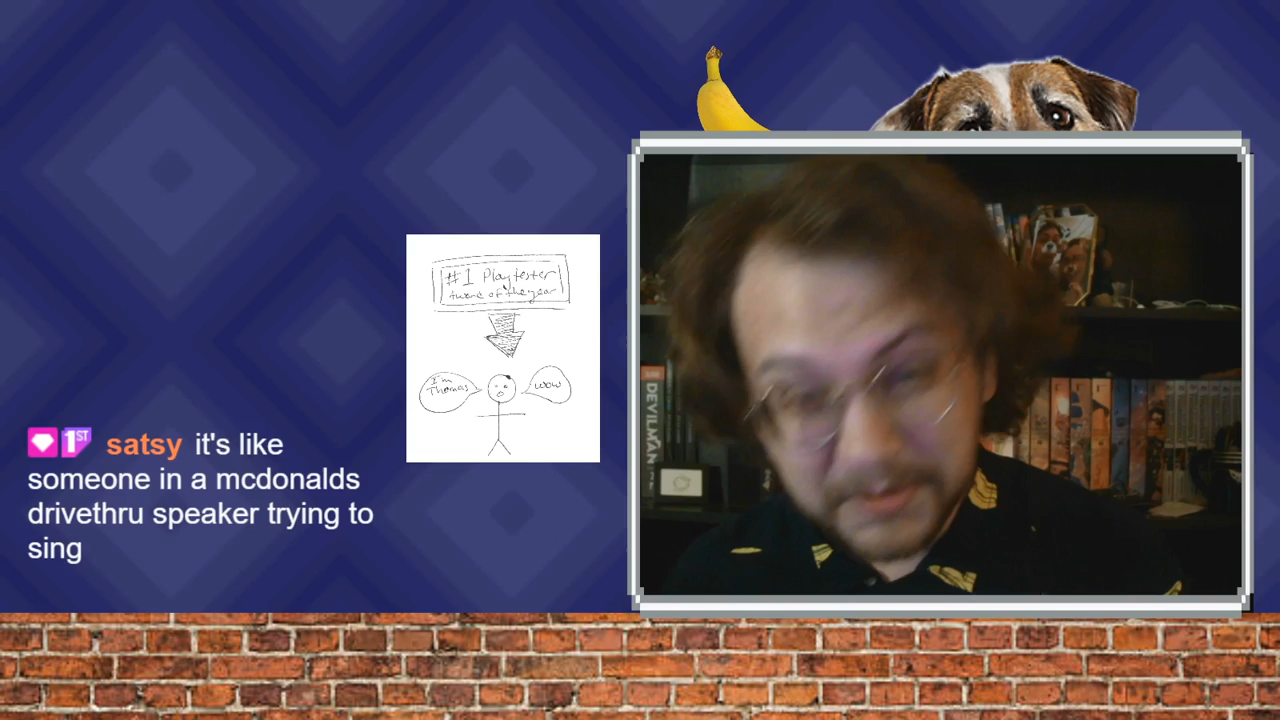 #1 Playtester
Award of the year
I'm
Thomas
wow
1ST satsy it's like
someone in a mcdonalds
drivethru speaker trying to
sing
DEVILMAN